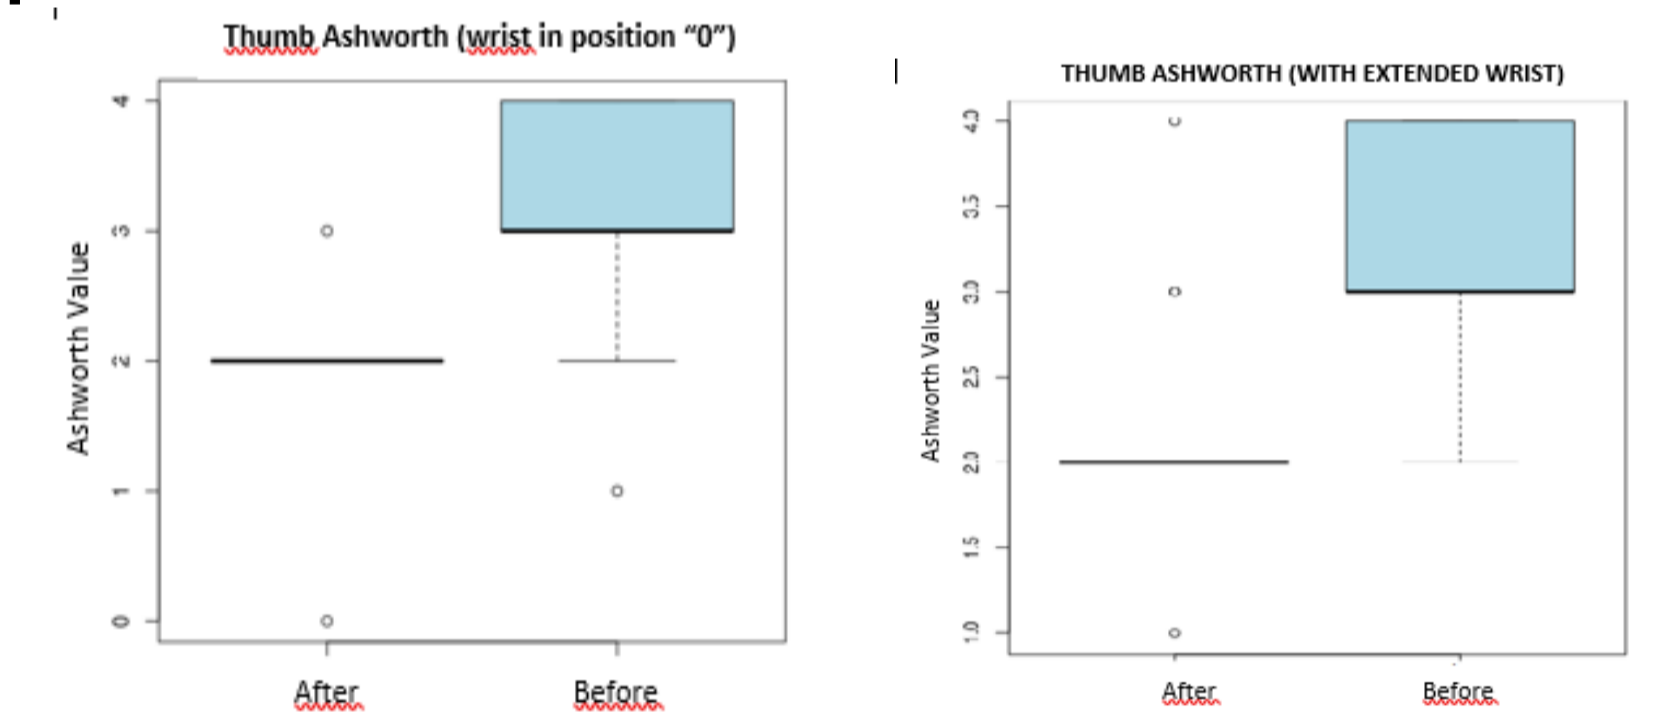 Thumb Ashworth (wrist in position “0”)
Ashworth Value
4
3
2
1
0
After
Before
THUMB ASHWORTH (WITH EXTENDED WRIST)
Ashworth Value
4.0
3.5
3.0
2.5
2.0
1.5
1.0
After
Before